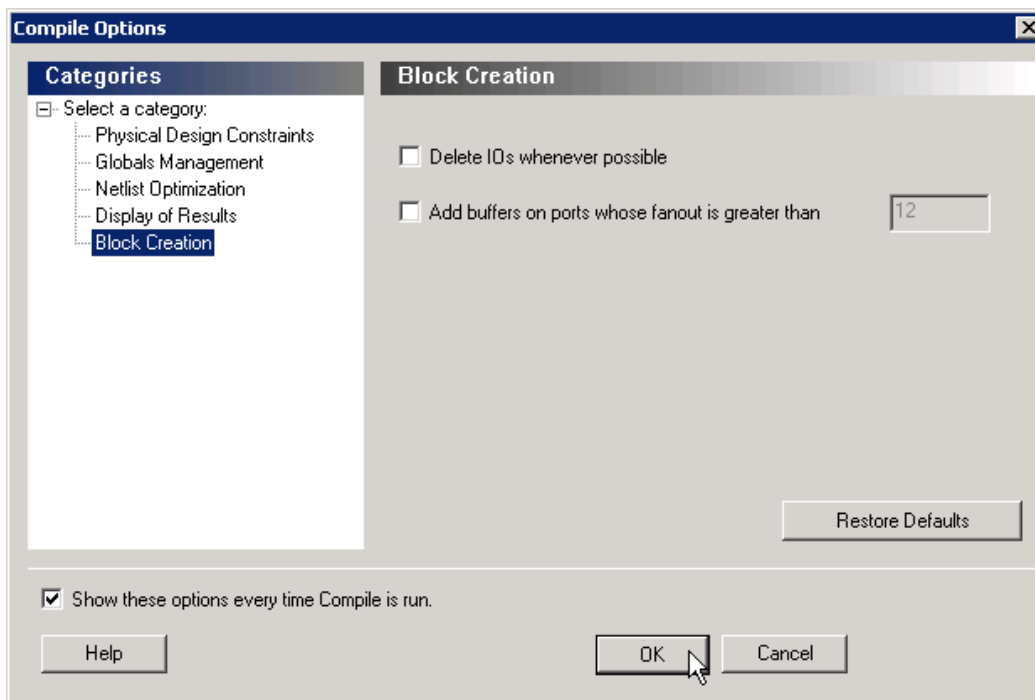 Compile Options
Categories
Select a category:
Physical Design Constraints
Globals Management
Netlist Optimization
Display of Results
Block Creation
Block Creation
Delete IOs whenever possible
Add buffers on ports whose fanout is greater than 12
Restore Defaults
Show these options every time Compile is run.
Help
OK
Cancel